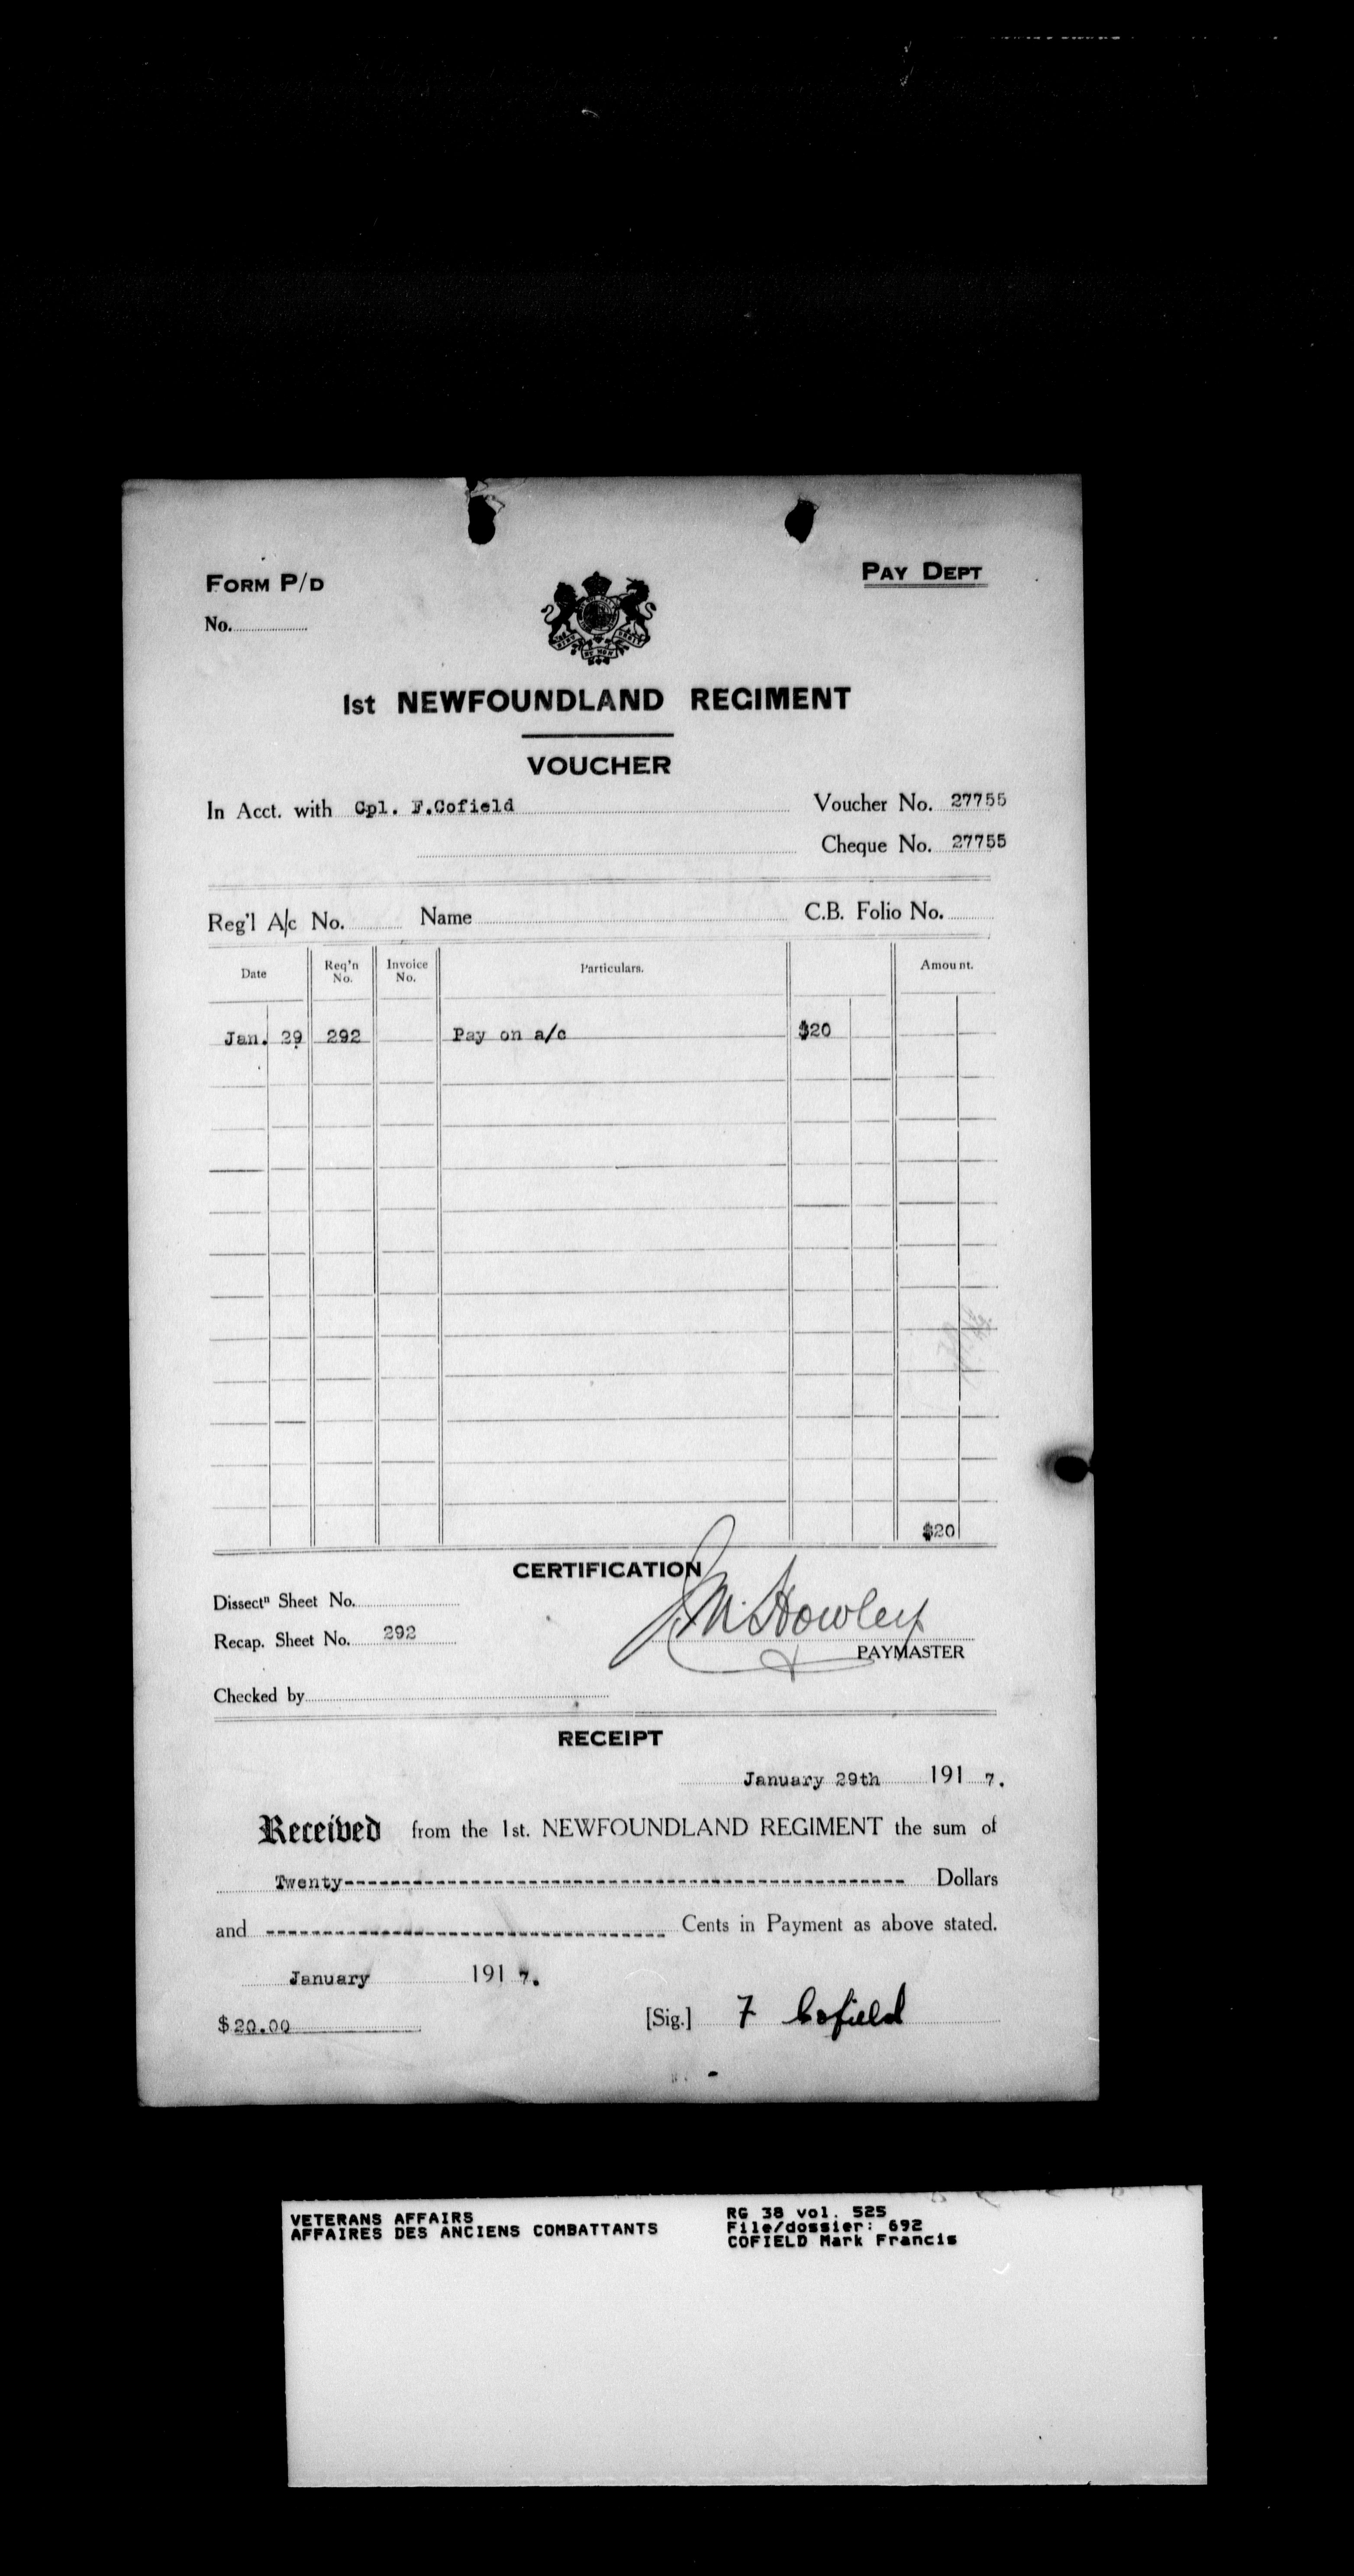 FORM P/D
PAY DEPT
No.
1st NEWFOUNDLAND REGIMENT
VOUCHER
In Acct. with Cpl. F.Cofield
Voucher No. 27755
Cheque No. 27755
Reg'l A/c No. Name C.B. Folio No.
Date Req'n No. Invoice No. Particulars. Amount.
Jan. 29 292 Pay on a/c $20
$20
CERTIFICATION
Dissectn Sheet No.
Recap. Sheet No. 292
J M Howley
PAYMASTER
Checked by
RECEIPT
January 29th 1917.
Received from the 1st. NEWFOUNDLAND REGIMENT the sum of
Twenty Dollars
and Cents in Payment as above stated.
January 1917.
$20.00
[Sig.] F Cofield
VETERANS AFFAIRS
AFFAIRES DES ANCIENS COMBATTANTS
RG 38 vol. 525
File/dossier: 692
COFIELD Mark Francis